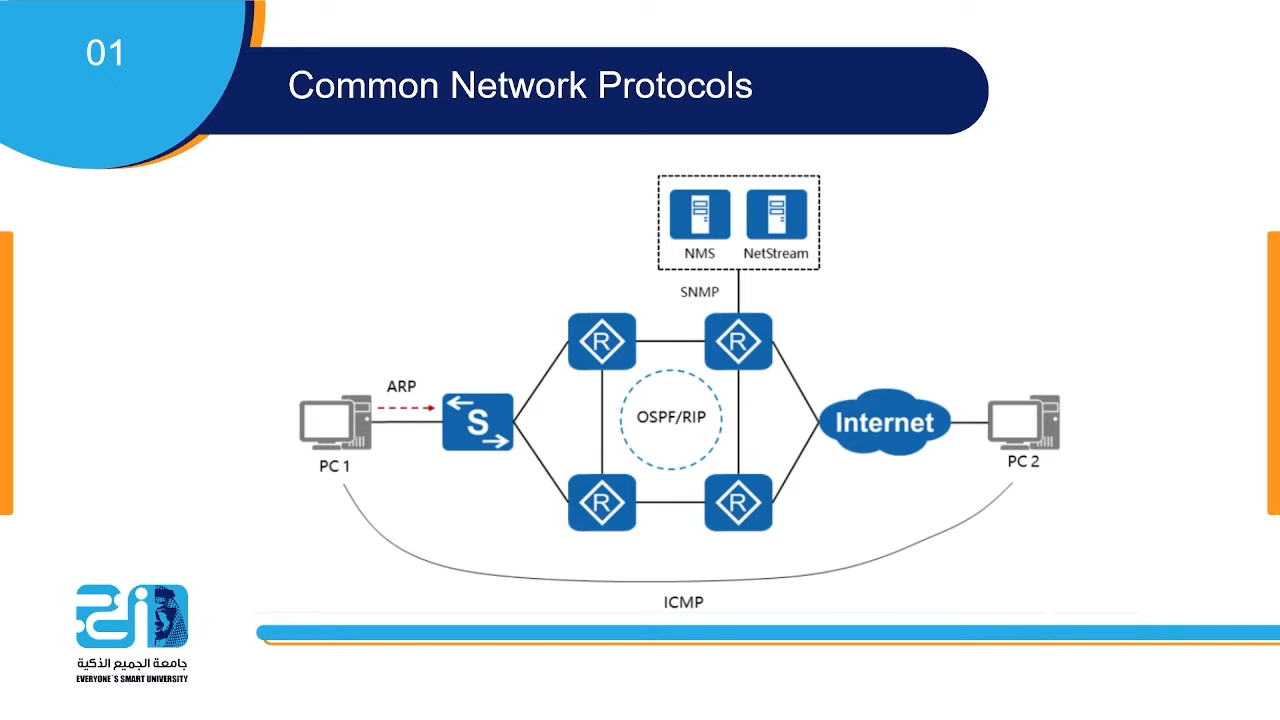 01
Common Network Protocols
NMS
NetStream
SNMP
R
R
ARP
S
OSPF/RIP
Internet
PC 1
PC 2
R
R
ICMP
جامعة الجميع الذكية
EVERYONE`S SMART UNIVERSITY